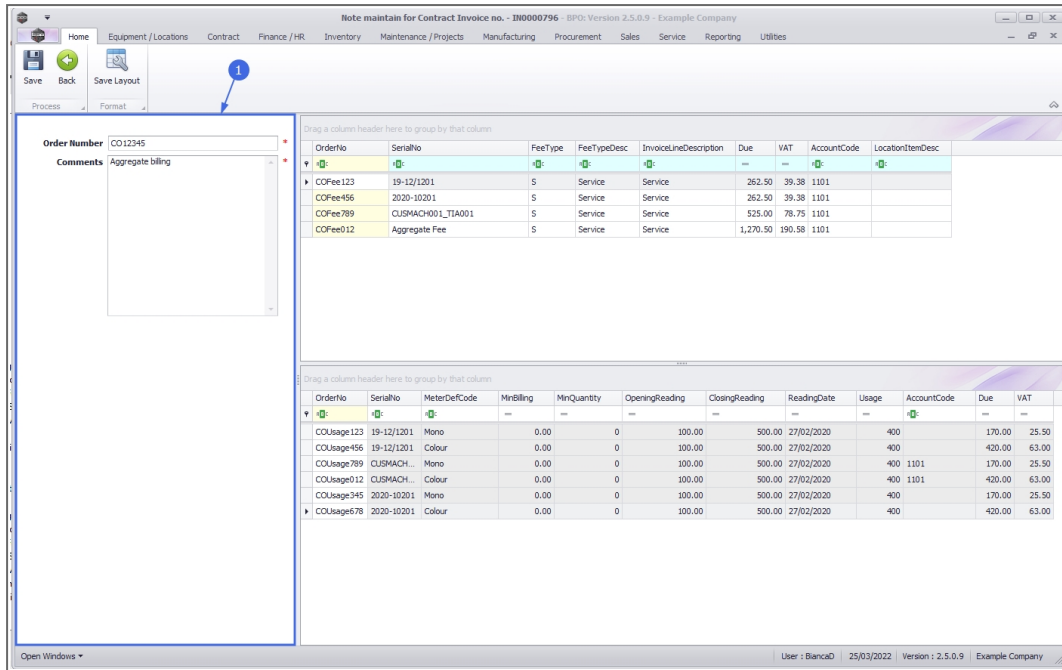 Note maintain for Contract Invoice no. - IN0000796 - BPO: Version 2.5.0.9 - Example Company
Home Equipment / Locations Contract Finance / HR Inventory Maintenance / Projects Manufacturing Procurement Sales Service Reporting Utilities
Save Back Save Layout
Process Format
1
Order Number CO12345 *
Comments Aggregate billing *
Drag a column header here to group by that column
OrderNo SerialNo FeeType FeeTypeDesc InvoiceLineDescription Due VAT AccountCode LocationItemDesc
COFee123 19-12/1201 S Service Service 262.50 39.38 1101
COFee456 2020-10201 S Service Service 262.50 39.38 1101
COFee789 CUSMACH001_TIA001 S Service Service 525.00 78.75 1101
COFee012 Aggregate Fee S Service Service 1,270.50 190.58 1101
Drag a column header here to group by that column
OrderNo SerialNo MeterDefCode MinBilling MinQuantity OpeningReading ClosingReading ReadingDate Usage AccountCode Due VAT
COUsage123 19-12/1201 Mono 0.00 0 100.00 500.00 27/02/2020 400 170.00 25.50
COUsage456 19-12/1201 Colour 0.00 0 100.00 500.00 27/02/2020 400 420.00 63.00
COUsage789 CUSMACH... Mono 0.00 0 100.00 500.00 27/02/2020 400 1101 170.00 25.50
COUsage012 CUSMACH... Colour 0.00 0 100.00 500.00 27/02/2020 400 1101 420.00 63.00
COUsage345 2020-10201 Mono 0.00 0 100.00 500.00 27/02/2020 400 170.00 25.50
COUsage678 2020-10201 Colour 0.00 0 100.00 500.00 27/02/2020 400 420.00 63.00
Open Windows User : BiancaD 25/03/2022 Version : 2.5.0.9 Example Company